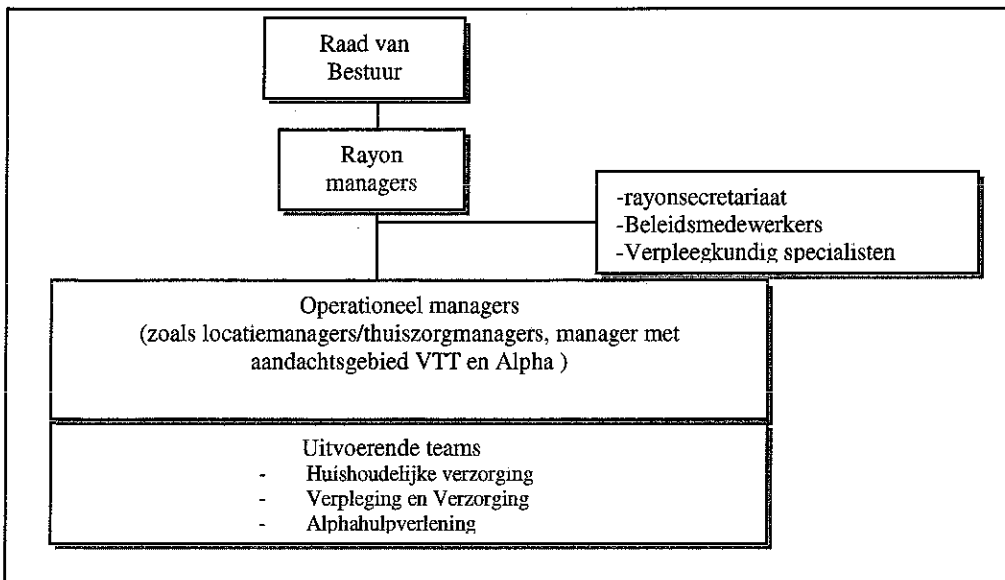 Raad van
Bestuur
Rayon
managers
-rayonsecretariaat
-Beleidsmedewerkers
-Verpleegkundig specialisten
Operationeel managers
(zoals locatiemanagers/thuiszorgmanagers, manager met
aandachtsgebied VTT en Alpha )
Uitvoerende teams
- Huishoudelijke verzorging
- Verpleging en Verzorging
- Alphahulpverlening